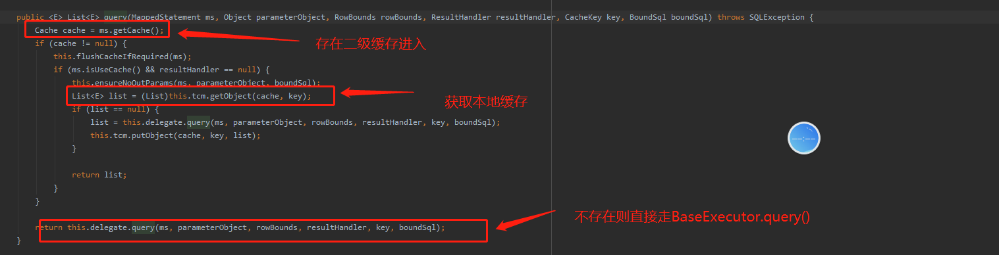 public <E> List<E> query(MappedStatement ms, Object parameterObject, RowBounds rowBounds, ResultHandler resultHandler, CacheKey key, BoundSql boundSql) throws SQLException {
Cache cache = ms.getCache();
存在二级缓存进入
if (cache != null) {
this.flushCacheIfRequired(ms);
if (ms.isUseCache() && resultHandler == null) {
this.ensureNoOutParams(ms, parameterObject, boundSql);
List<E> list = (List)this.tcm.getObject(cache, key);
获取本地缓存
if (list == null) {
list = this.delegate.query(ms, parameterObject, rowBounds, resultHandler, key, boundSql);
this.tcm.putObject(cache, key, list);
}
return list;
}
}
不存在则直接走BaseExecutor.query()
return this.delegate.query(ms, parameterObject, rowBounds, resultHandler, key, boundSql);
}
--:--